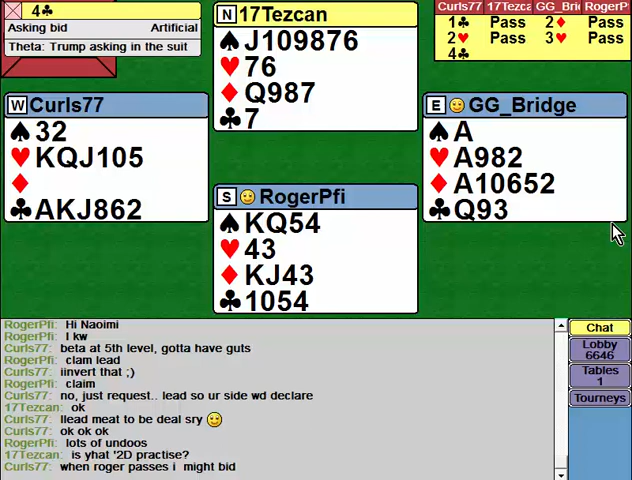 4♣
Asking bid Artificial
Theta: Trump asking in the suit
N 17Tezcan
♠ J109876
♥ 76
♦ Q987
♣ 7
Curls77 17Tezca GG_Bri RogerP
1♣ Pass 2♦ Pass
2♥ Pass 3♥ Pass
4♣
W Curls77
♠ 32
♥ KQJ105
♦
♣ AKJ862
E GG_Bridge
♠ A
♥ A982
♦ A10652
♣ Q93
S RogerPfi
♠ KQ54
♥ 43
♦ KJ43
♣ 1054
RogerPfi: Hi Naoimi
RogerPfi: I kw
Curls77: beta at 5th level, gotta have guts
RogerPfi: clam lead
Curls77: iinvert that ;)
RogerPfi: claim
Curls77: no, just request.. lead so ur side wd declare
17Tezcan: ok
Curls77: llead meat to be deal sry
Curls77: ok ok ok
RogerPfi: lots of undoos
17Tezcan: is yhat '2D practise?
Curls77: when roger passes i might bid
Chat
Lobby
6646
Tables
1
Tourneys